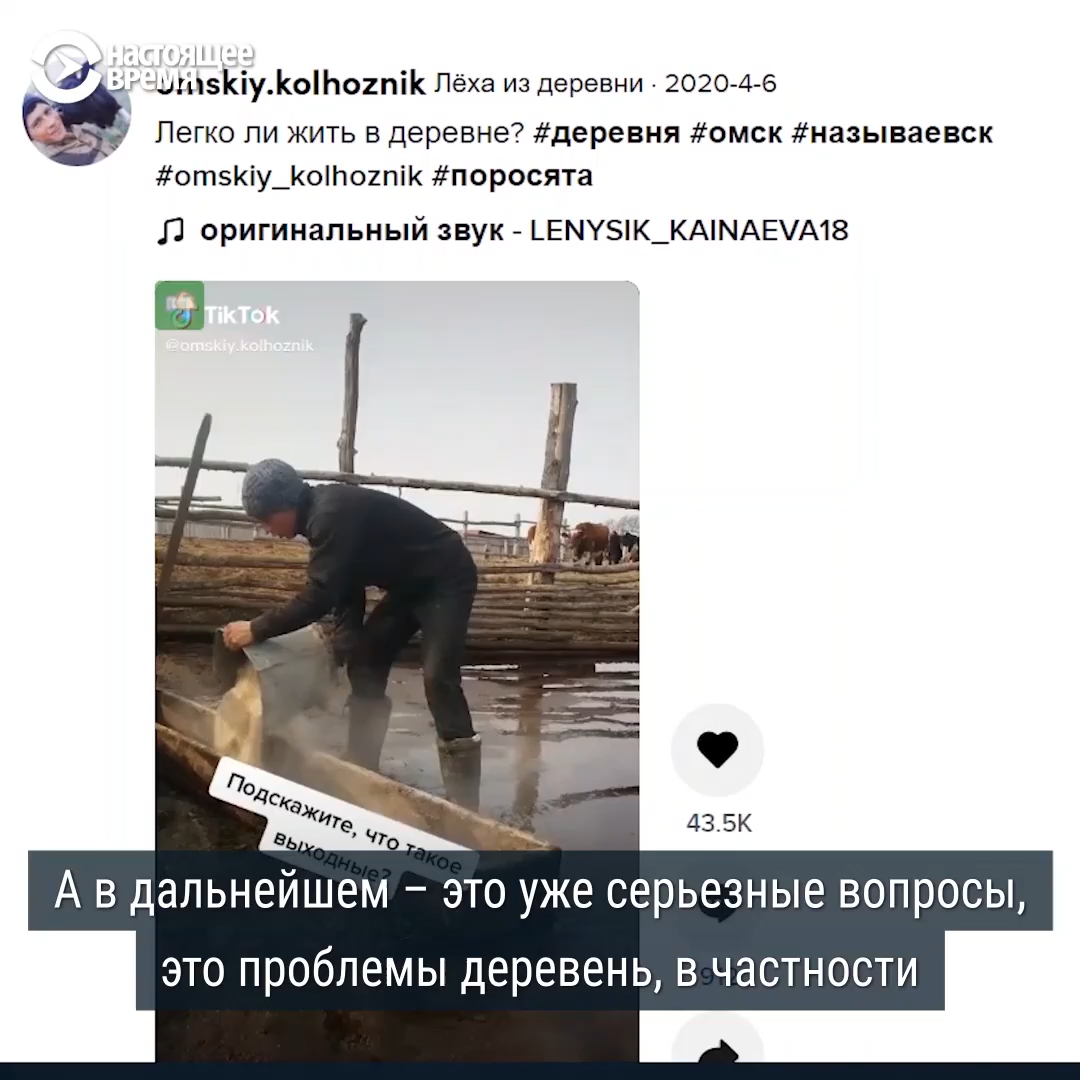 настоящее
время
omskiy.kolhoznik Лёха из деревни · 2020-4-6
Легко ли жить в деревне? #деревня #омск #называевск
#omskiy_kolhoznik #поросята
оригинальный звук - LENYSIK_KAINAEVA18
TikTok
@omskiy.kolhoznik
43.5K
Подскажите, что такое
выходные?
А в дальнейшем – это уже серьезные вопросы,
это проблемы деревень, в частности